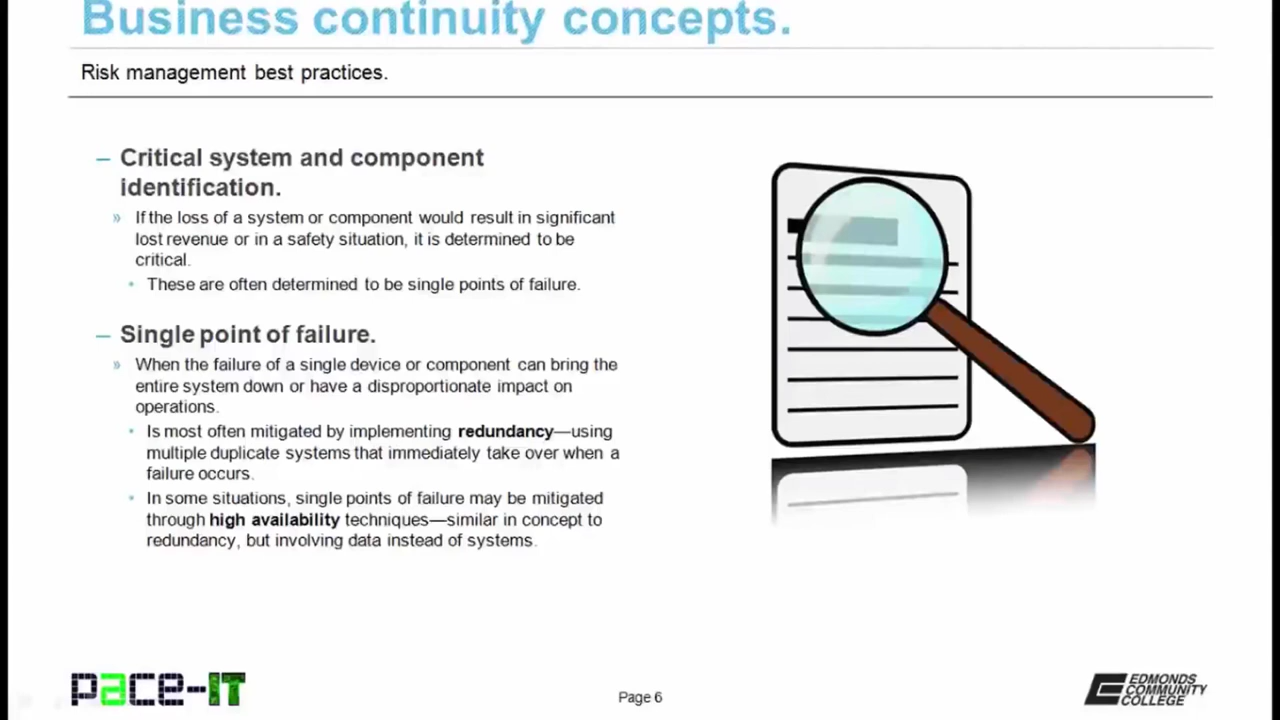 Business continuity concepts.
Risk management best practices.
– Critical system and component
identification.
» If the loss of a system or component would result in significant
lost revenue or in a safety situation, it is determined to be
critical.
• These are often determined to be single points of failure.
– Single point of failure.
» When the failure of a single device or component can bring the
entire system down or have a disproportionate impact on
operations.
• Is most often mitigated by implementing redundancy—using
multiple duplicate systems that immediately take over when a
failure occurs.
• In some situations, single points of failure may be mitigated
through high availability techniques—similar in concept to
redundancy, but involving data instead of systems.
pace-IT
Page 6
EDMONDS
COMMUNITY
COLLEGE